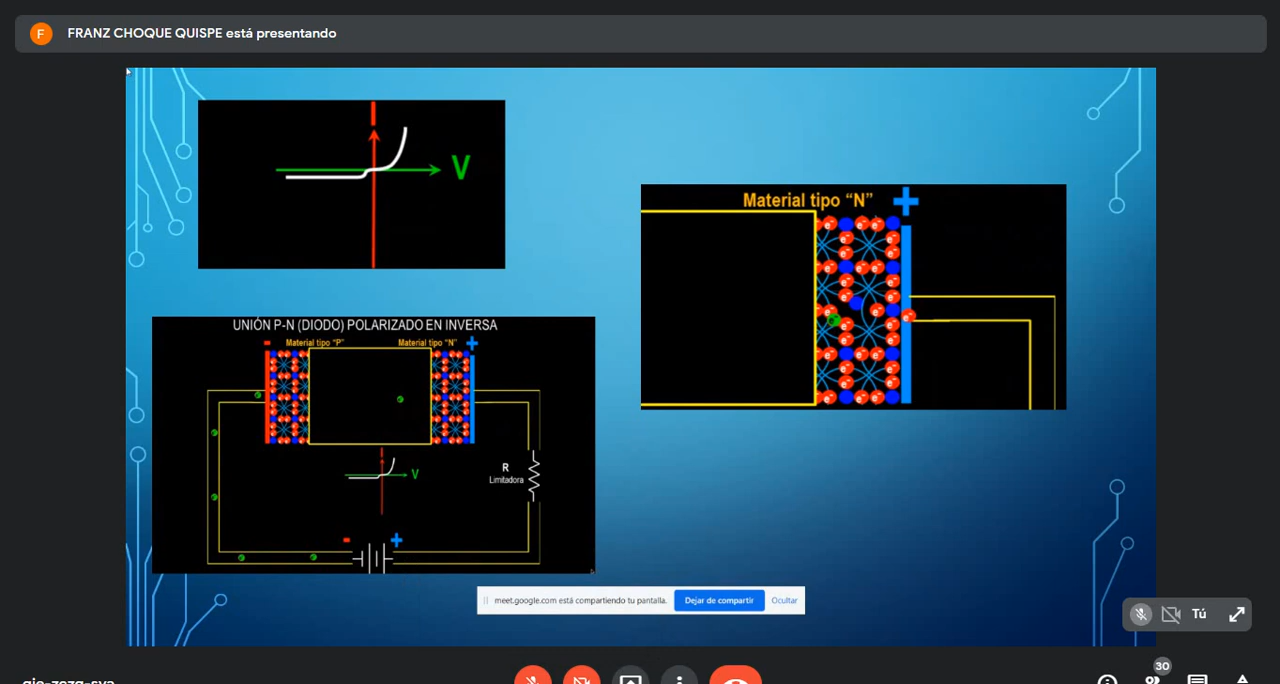 F FRANZ CHOQUE QUISPE está presentando
I
V
Material tipo “N” +
UNIÓN P-N (DIODO) POLARIZADO EN INVERSA
- Material tipo “P” Material tipo “N” +
I
V
R
Limitadora
- +
meet.google.com está compartiendo tu pantalla. Dejar de compartir Ocultar
Tú
30